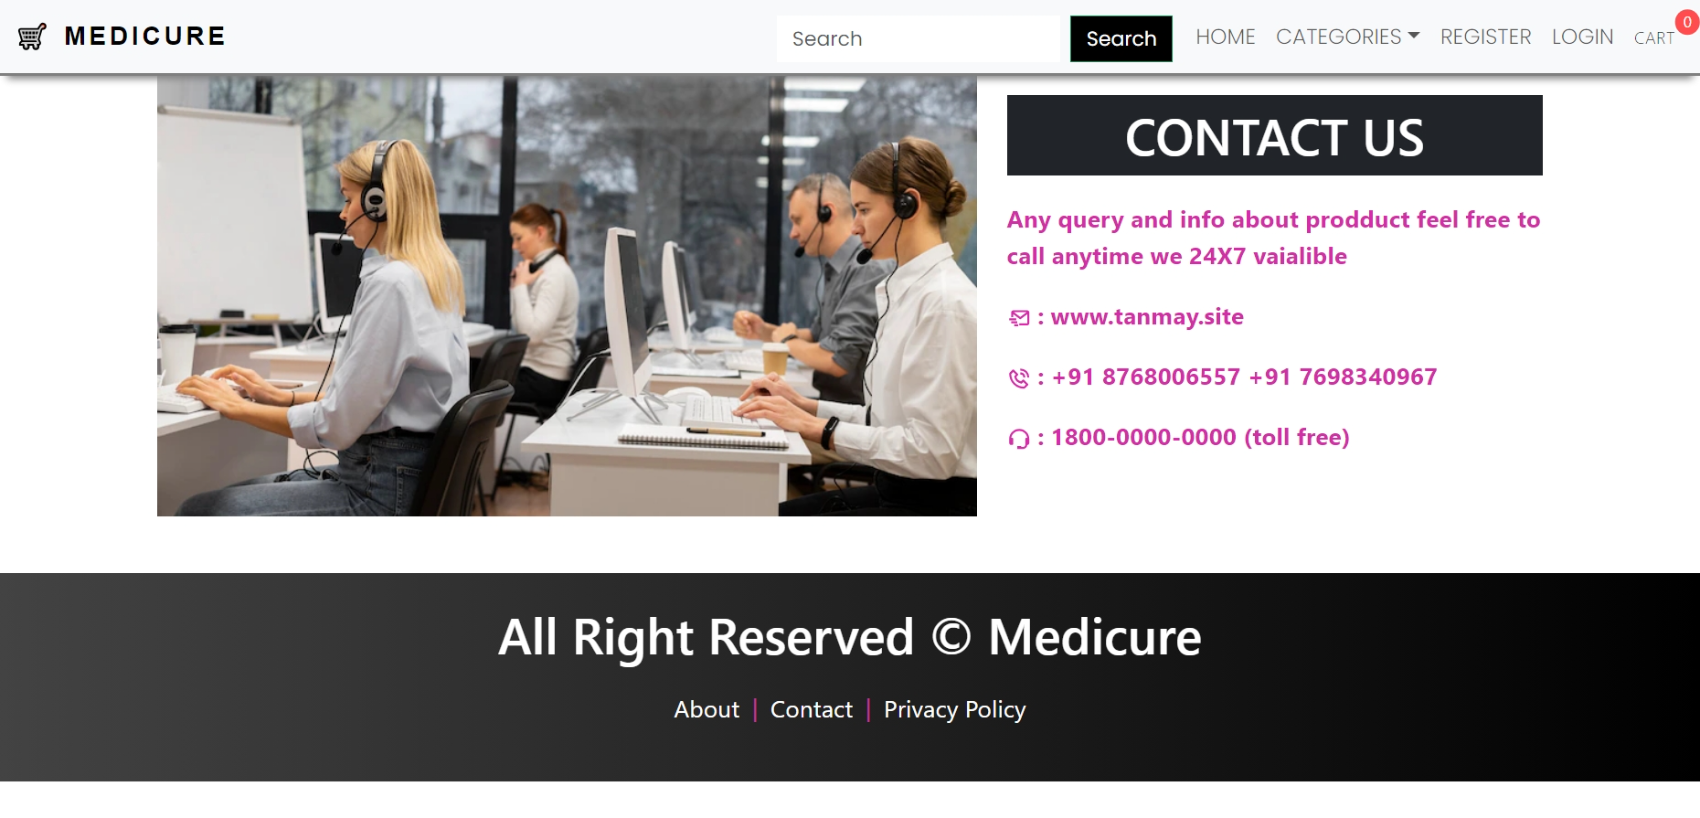 MEDICURE
Search
Search
HOME
CATEGORIES
REGISTER
LOGIN
CART
0
CONTACT US
Any query and info about prodduct feel free to
call anytime we 24X7 vaialible
: www.tanmay.site
: +91 8768006557 +91 7698340967
: 1800-0000-0000 (toll free)
All Right Reserved © Medicure
About | Contact | Privacy Policy